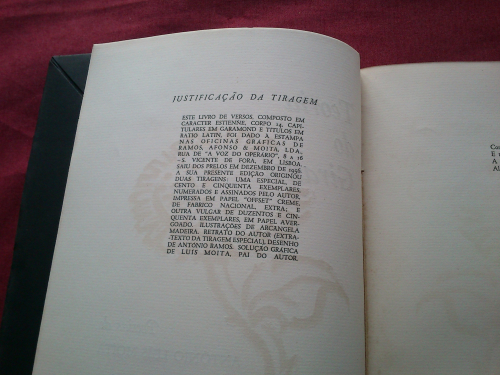 JUSTIFICAÇÃO DA TIRAGEM
ESTE LIVRO DE VERSOS, COMPOSTO EM
CARACTER ESTIENNE, CORPO 14, CAPI-
TULARES EM GARAMOND E TITULOS EM
RATIO LATIN, FOI DADO À ESTAMPA
NAS OFICINAS GRAFICAS DE
RAMOS, AFONSO & MOITA, LDA,
RUA DE "A VOZ DO OPERÁRIO", 8 a 16
– S. VICENTE DE FORA, EM LISBOA.
SAIU DOS PRELOS EM DEZEMBRO DE 1956.
A SUA PRESENTE EDIÇÃO ORIGINOU
DUAS TIRAGENS: UMA ESPECIAL, DE
CENTO E CINQUENTA EXEMPLARES,
NUMERADOS E ASSINADOS PELO AUTOR,
IMPRESSA EM PAPEL "OFFSET" CREME,
DE FABRICO NACIONAL, EXTRA; E
OUTRA VULGAR DE DUZENTOS E CIN-
QUENTA EXEMPLARES, EM PAPEL AVER-
GOADO. ILUSTRAÇÕES DE ARCANGELA
MADEIRA. RETRATO DO AUTOR (EXTRA-
-TEXTO DA TIRAGEM ESPECIAL), DESENHO
DE ANTONIO RAMOS. SOLUÇÃO GRÁFICA
DE LUIS MOITA, PAI DO AUTOR.